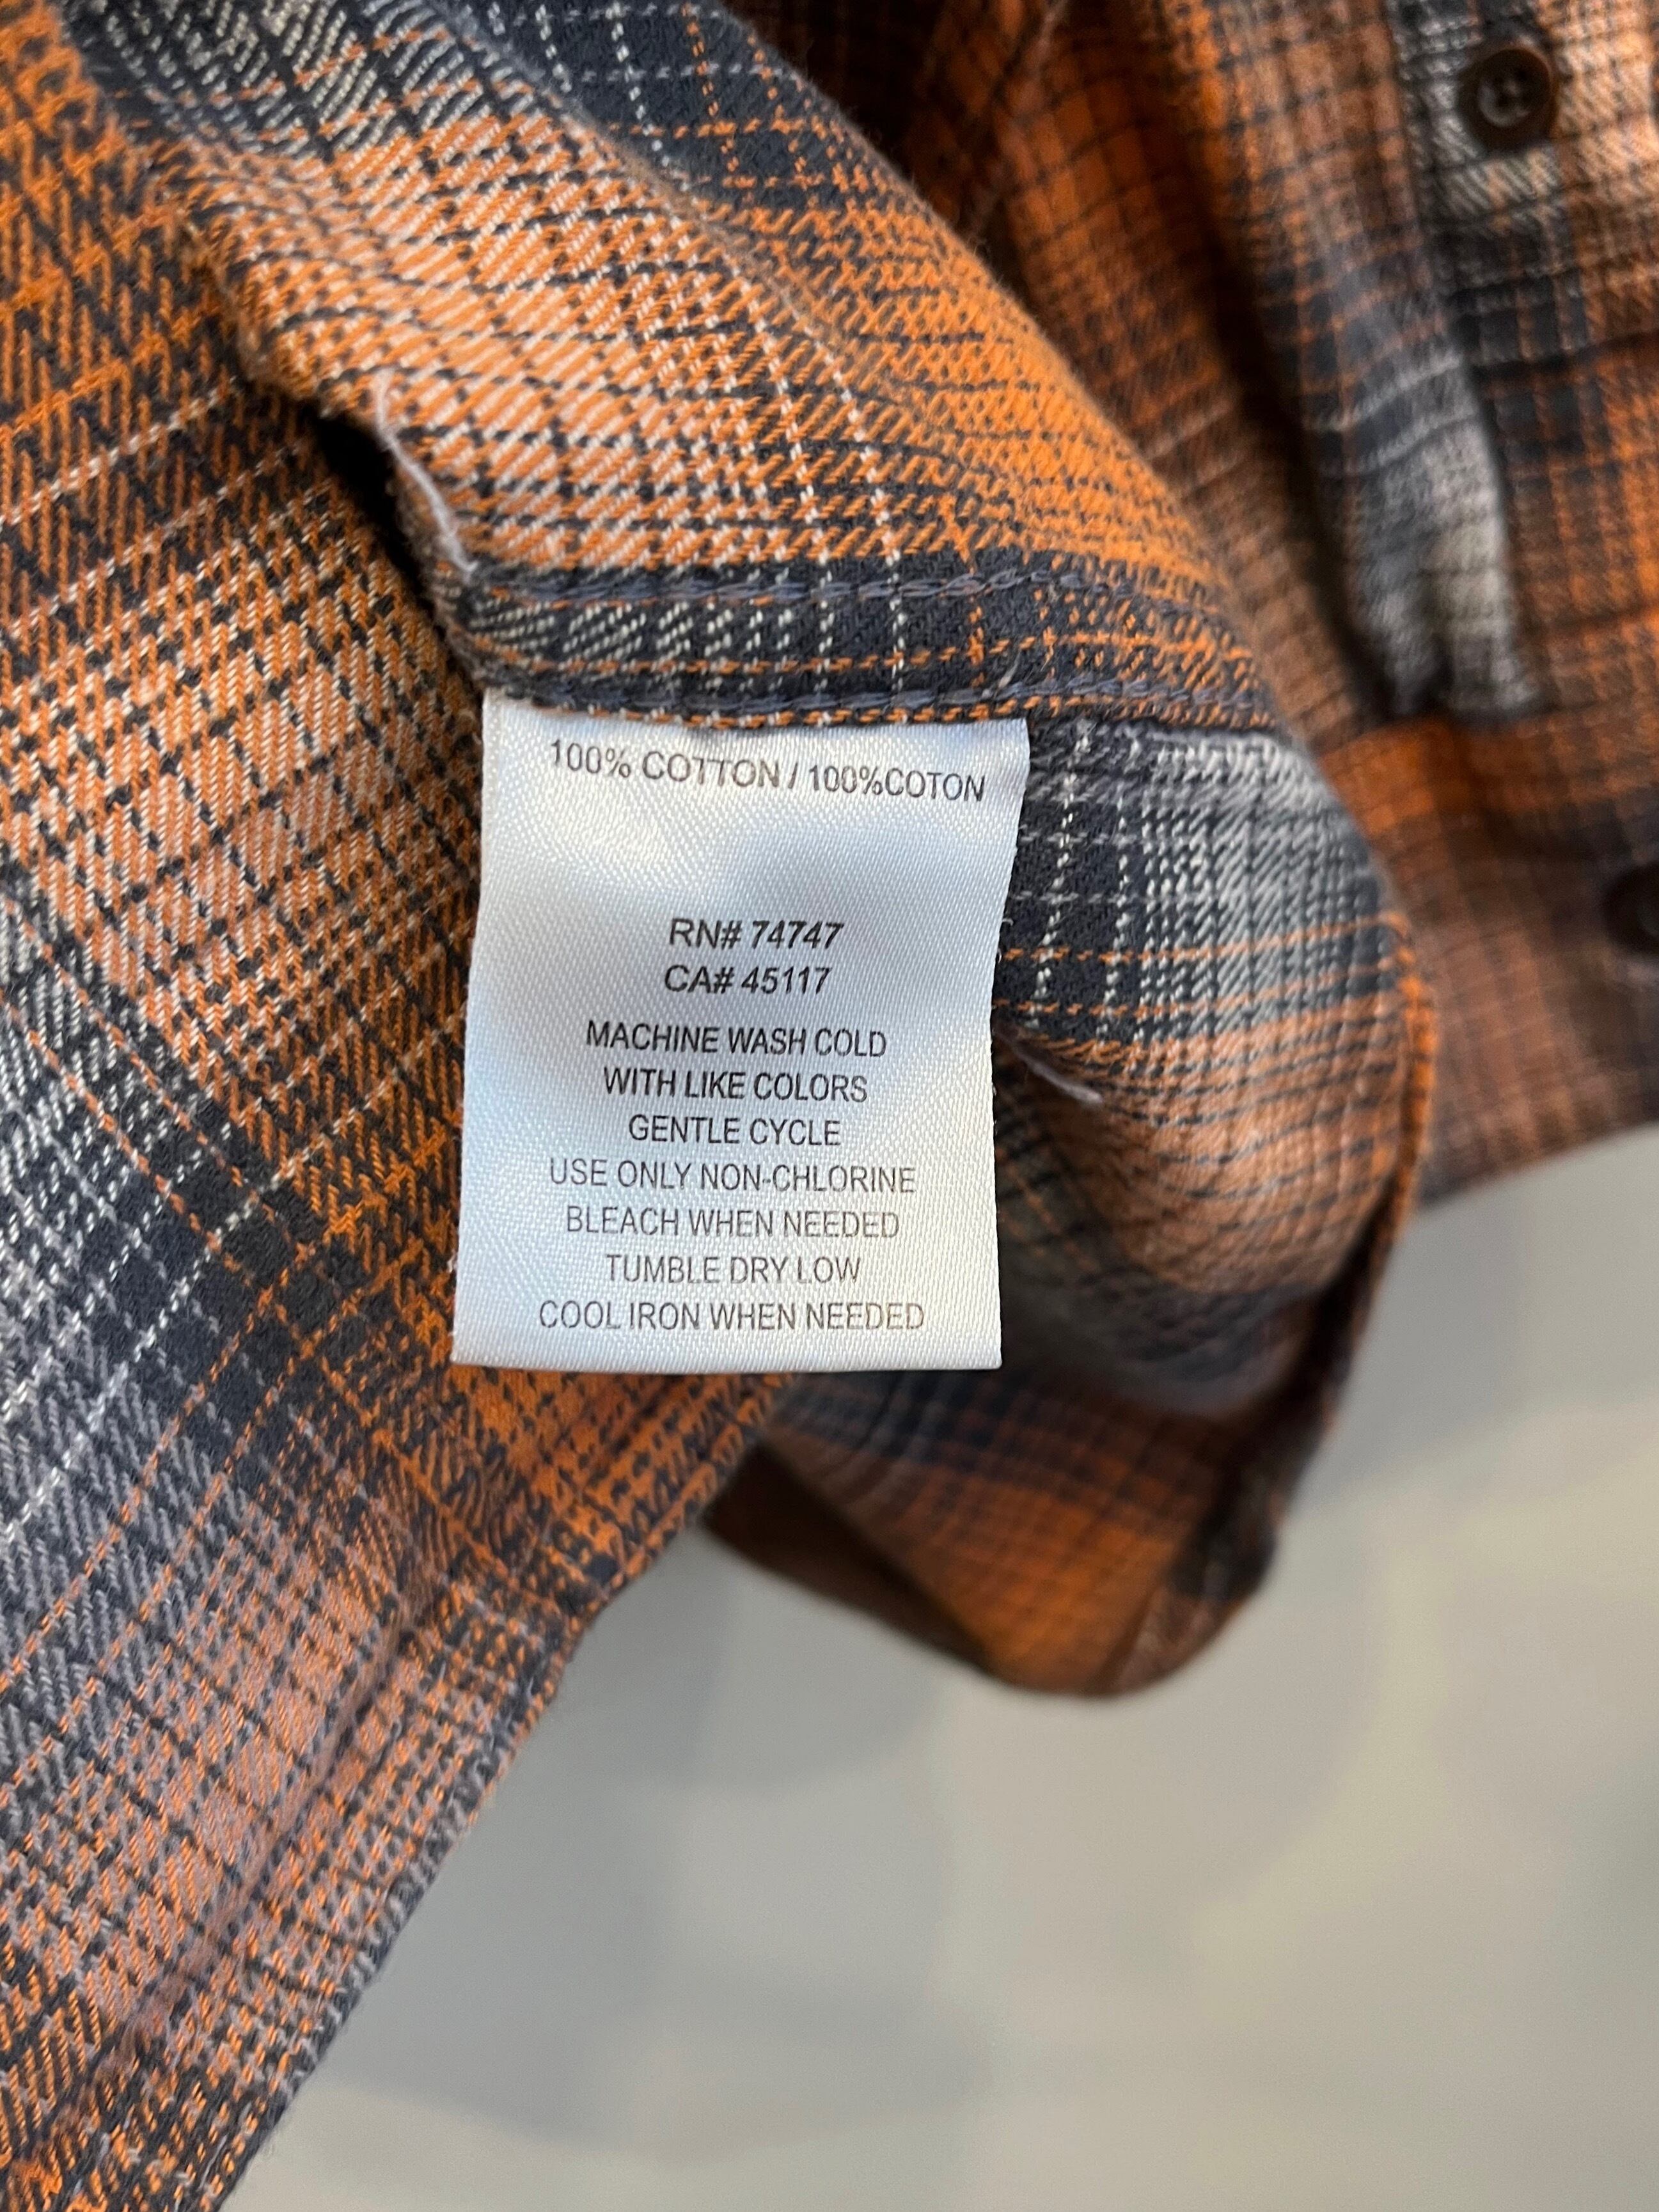 100% COTTON / 100%COTON
RN# 74747
CA# 45117
MACHINE WASH COLD
WITH LIKE COLORS
GENTLE CYCLE
USE ONLY NON-CHLORINE
BLEACH WHEN NEEDED
TUMBLE DRY LOW
COOL IRON WHEN NEEDED